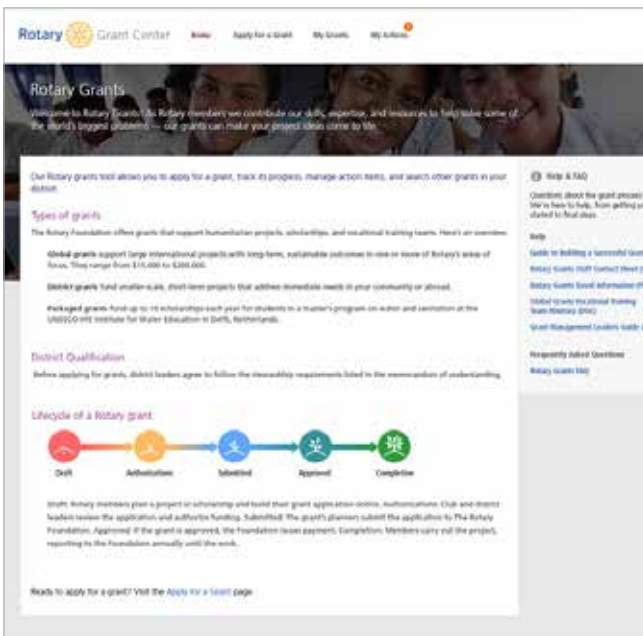 Rotary Grant Center
Home Apply for a Grant My Grants My Actions
Rotary Grants
Welcome to Rotary Grants! As Rotary members we contribute our skills, expertise, and resources to help solve some of
the world's biggest problems — our grants can make your project ideas come to life
Our Rotary grants tool allows you to apply for a grant, track its progress, manage action items, and search other grants in your
district.
Types of grants
The Rotary Foundation offers grants that support humanitarian projects, scholarships, and vocational training teams. Here's an overview:
Global grants support large international projects with long-term, sustainable outcomes in one or more of Rotary's areas of
focus. They range from $15,000 to $200,000.
District grants fund smaller-scale, short-term projects that address immediate needs in your community or abroad.
Packaged grants fund up to 10 scholarships each year for students in a master's program on water and sanitation at the
UNESCO-IHE Institute for Water Education in Delft, Netherlands.
District Qualification
Before applying for grants, district leaders agree to follow the stewardship requirements listed in the memorandum of understanding.
Lifecycle of a Rotary grant
Draft Authorizations Submitted Approved Completion
Draft: Rotary members plan a project or scholarship and build their grant application online. Authorizations: Club and district
leaders review the application and authorize funding. Submitted: The grant's planners submit the application to The Rotary
Foundation. Approved: If the grant is approved, the Foundation issues payment. Completion: Members carry out the project,
reporting to the Foundation annually until the work.
Ready to apply for a grant? Visit the Apply for a Grant page
Help & FAQ
Questions about the grant process?
We're here to help, from getting
started to final steps.
Help
Guide to Building a Successful
Rotary Grants Staff Contact Sheet
Rotary Grants Travel Information
Global Grants Vocational Training
Team Itinerary (DOC)
Grant Management Leaders Guide
Frequently Asked Questions
Rotary Grants FAQ